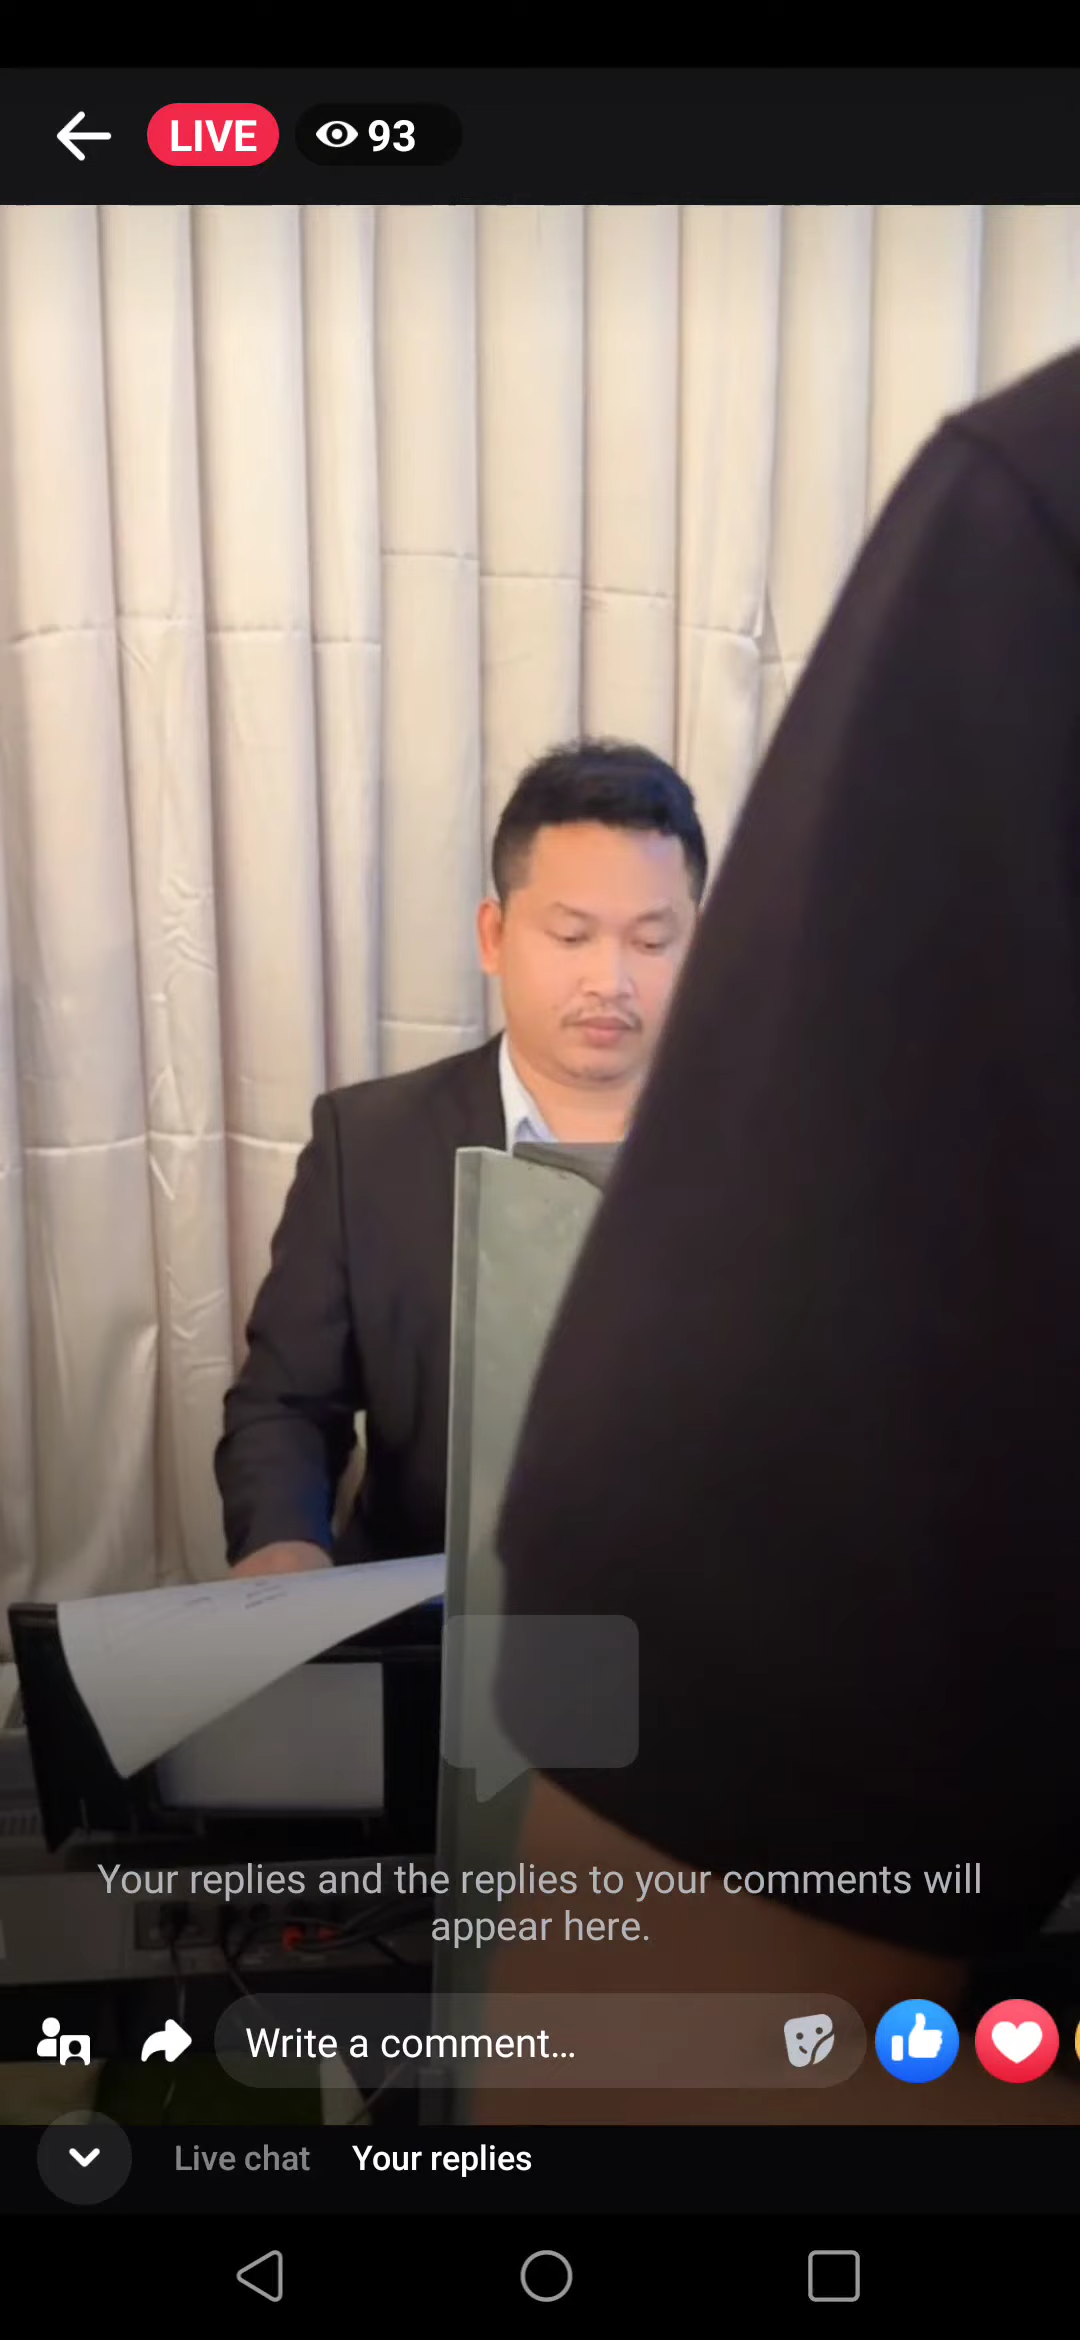 LIVE 93
Your replies and the replies to your comments will
appear here.
Write a comment...
Live chat Your replies